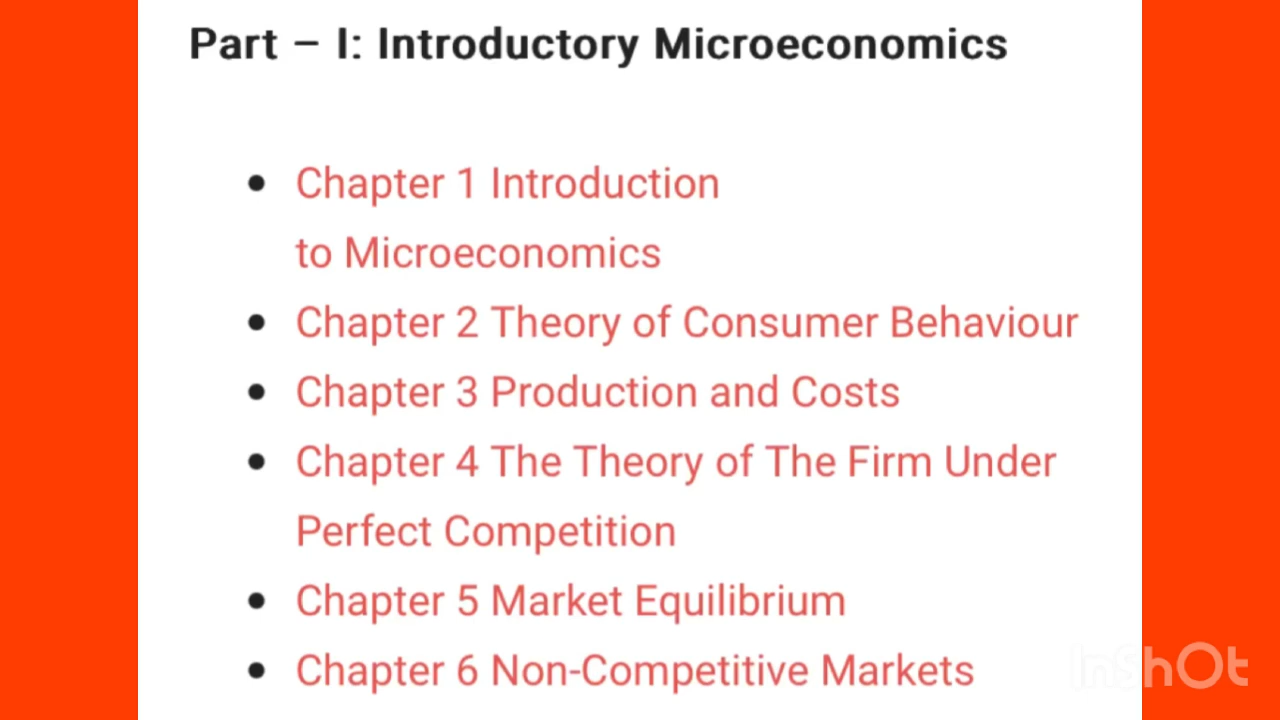 Part – I: Introductory Microeconomics
Chapter 1 Introduction
to Microeconomics
Chapter 2 Theory of Consumer Behaviour
Chapter 3 Production and Costs
Chapter 4 The Theory of The Firm Under
Perfect Competition
Chapter 5 Market Equilibrium
Chapter 6 Non-Competitive Markets
InShOt